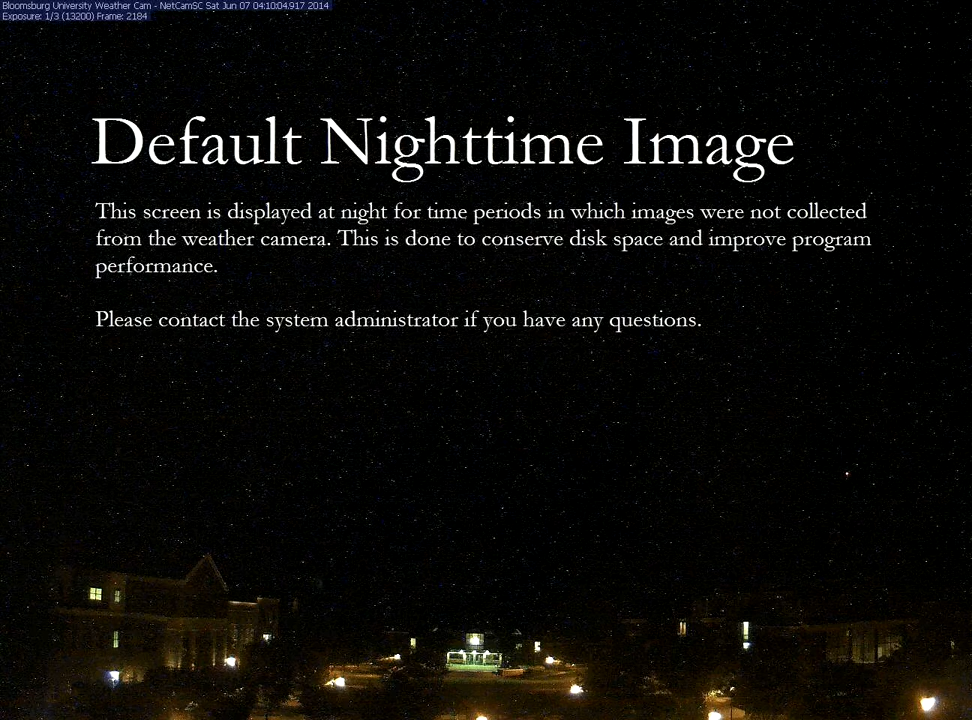 Bloomsburg University Weather Cam - NetCamSC Sat Jun 07 04:10:04.917 2014
Exposure: 1/3 (13200) Frame: 2184
Default Nighttime Image
This screen is displayed at night for time periods in which images were not collected
from the weather camera. This is done to conserve disk space and improve program
performance.
Please contact the system administrator if you have any questions.